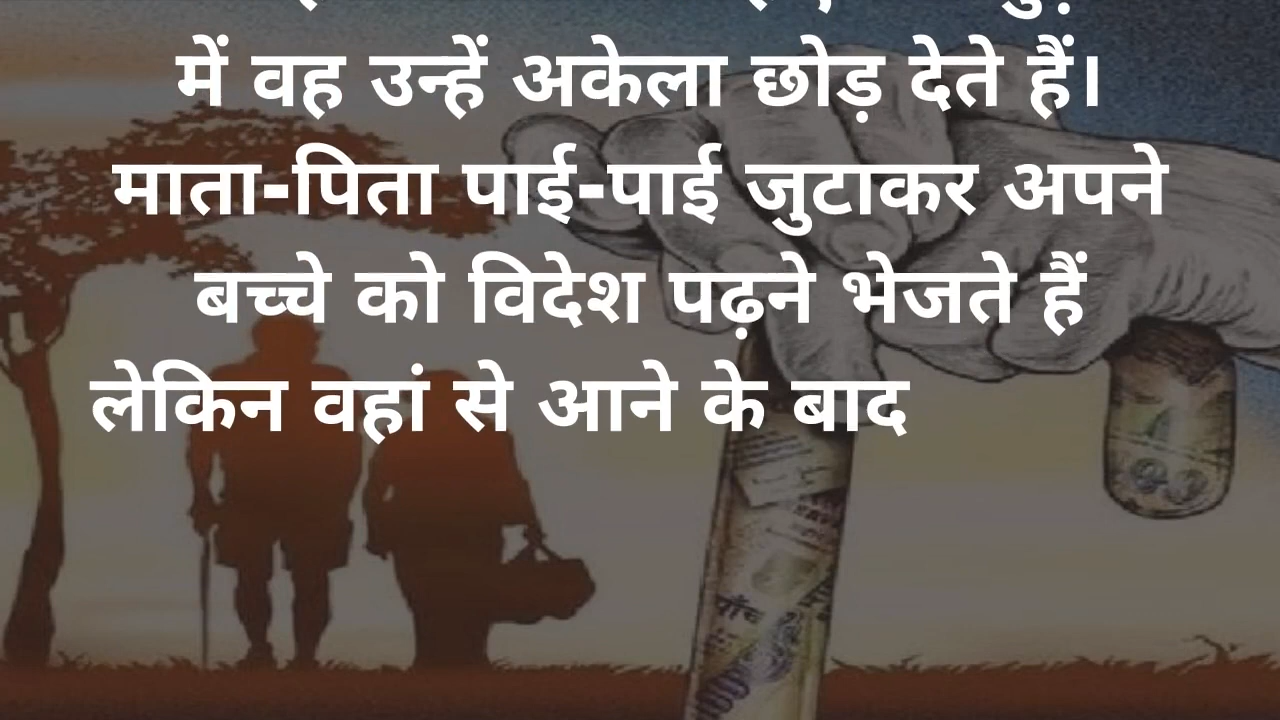 में वह उन्हें अकेला छोड़ देते हैं।
माता-पिता पाई-पाई जुटाकर अपने
बच्चे को विदेश पढ़ने भेजते हैं
लेकिन वहां से आने के बाद
पाँच